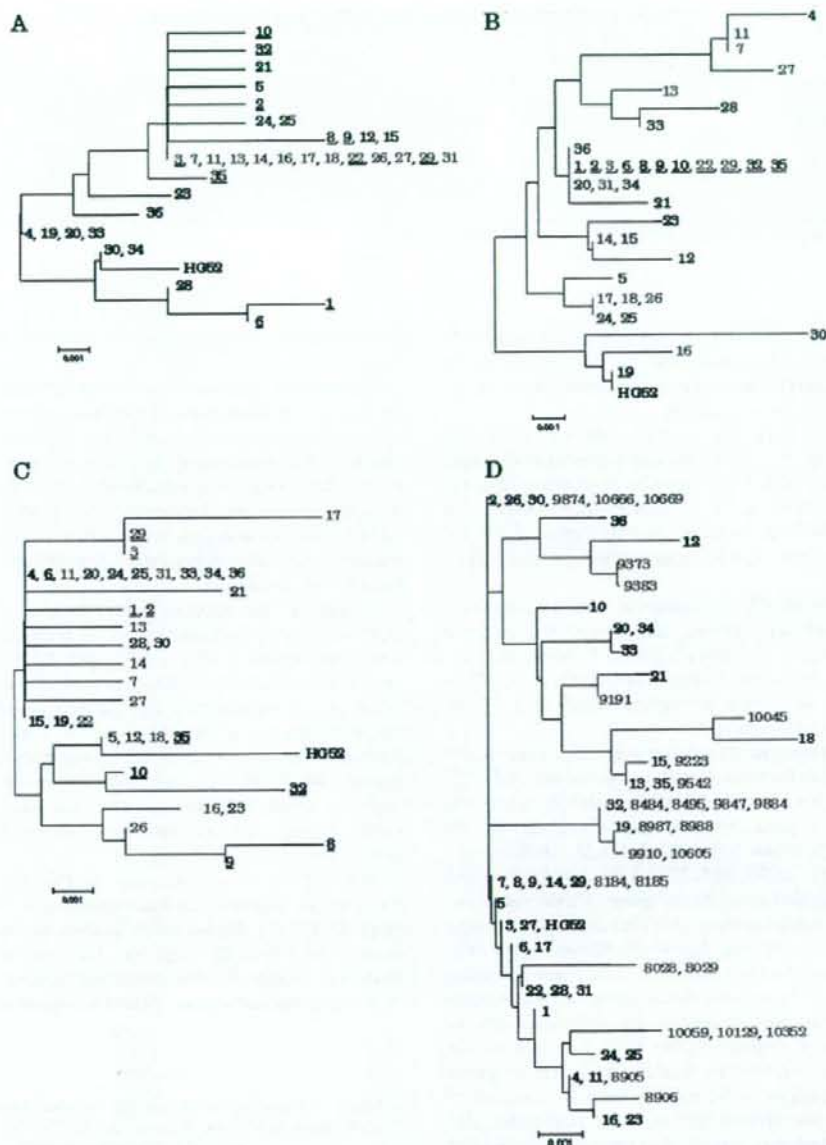 A
10
32
21
5
2
24, 25
8, 9, 12, 15
3, 7, 11, 13, 14, 16, 17, 18, 22, 26, 27, 29, 31
35
23
36
4, 19, 20, 33
30, 34
HG52
28
1
6
0.001
B
4
11
7
27
13
28
33
36
1, 2, 3, 6, 8, 9, 10, 22, 29, 32, 35
20, 31, 34
21
23
14, 15
12
5
17, 18, 26
24, 25
30
16
19
HG52
0.001
C
17
29
3
4, 6, 11, 20, 24, 25, 31, 33, 34, 36
21
1, 2
13
28, 30
14
7
27
15, 19, 22
5, 12, 18, 35
HG52
10
32
16, 23
26
8
9
0.001
D
2, 26, 30, 9874, 10666, 10669
36
12
9373
9383
10
20, 34
33
21
9191
10045
18
15, 9223
13, 35, 9542
32, 8484, 8495, 9847, 9884
19, 8987, 8988
9910, 10605
7, 8, 9, 14, 29, 8184, 8185
5
3, 27, HG52
6, 17
8028, 8029
22, 28, 31
1
10059, 10129, 10352
24, 25
4, 11, 8905
8906
16, 23
0.001